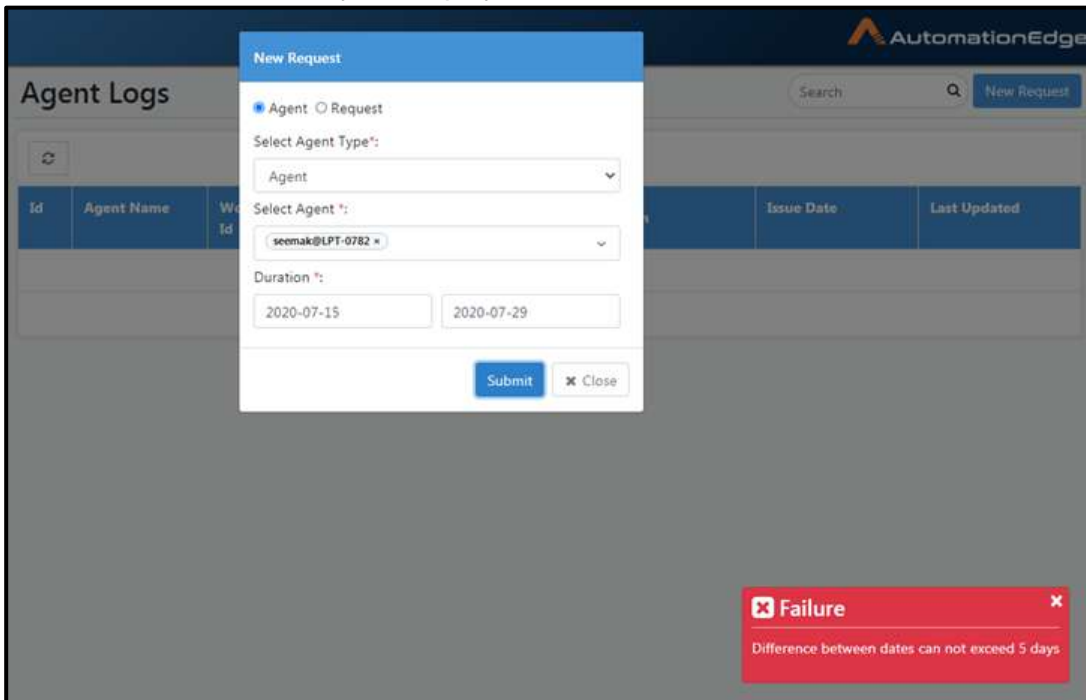 AutomationEdge
New Request
Agent Logs
Search
New Request
Agent Request
Select Agent Type*:
Agent
Id Agent Name
Id
Issue Date Last Updated
Select Agent *:
seemak@LPT-0782 ×
Duration *:
2020-07-15 2020-07-29
Submit ✖ Close
Failure ×
Difference between dates can not exceed 5 days